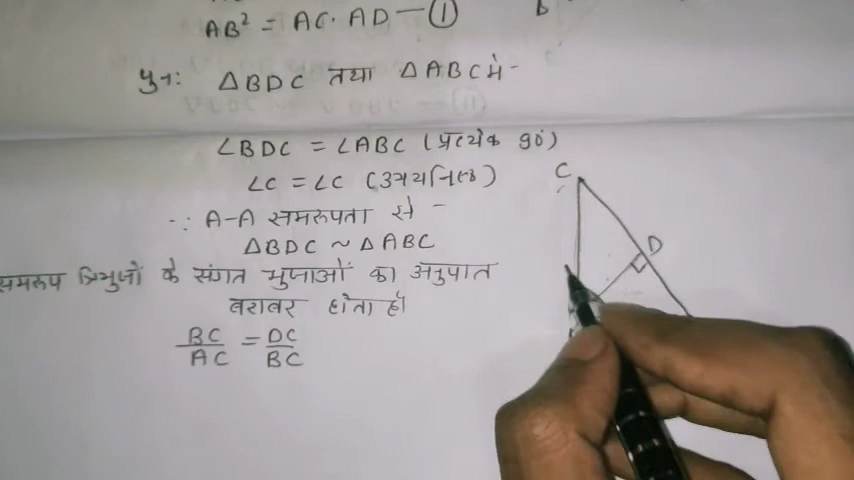 AB² = AC. AD — ①
पुनः ΔBDC तथा ΔABC में -
∠BDC = ∠ABC (प्रत्येक 90)
∠C = ∠C (उभयनिष्ठ)
∴ A-A समरूपता से -
ΔBDC ~ ΔABC
समरूप त्रिभुजों के संगत भुजाओं का अनुपात
बराबर होता है।
BC/AC = DC/BC
C
D